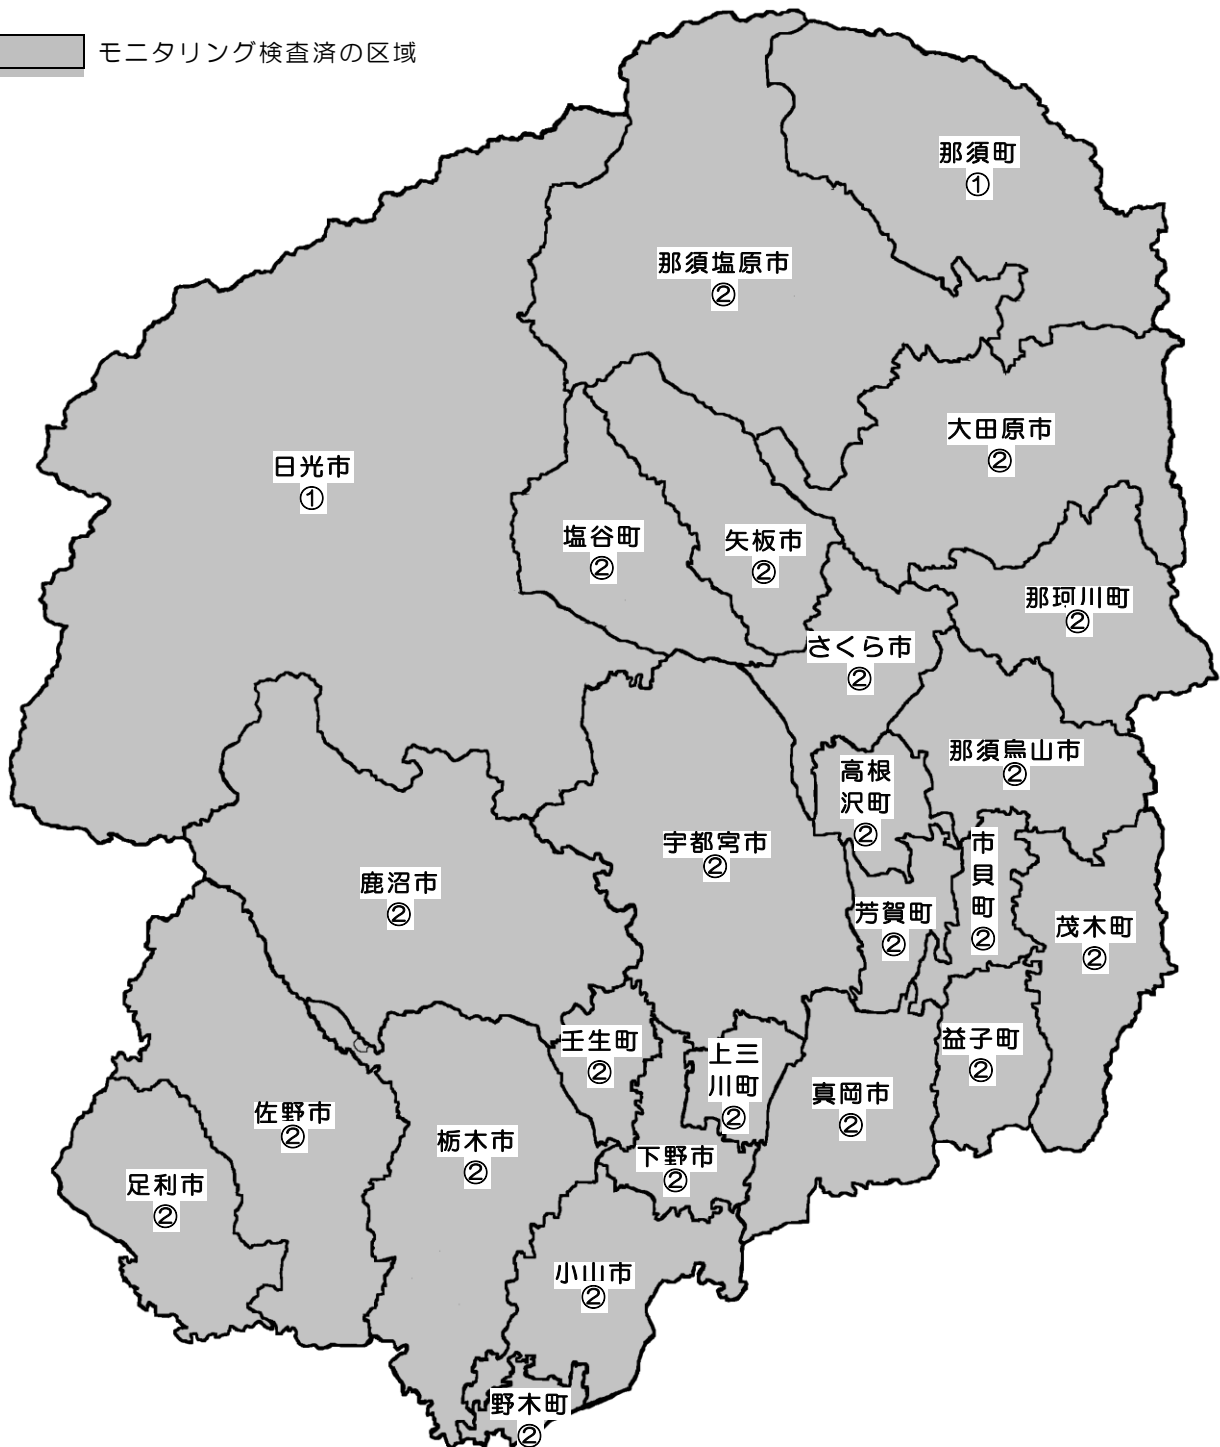 モニタリング検査済の区域
那須町
①
那須塩原市
②
大田原市
②
日光市
①
塩谷町
②
矢板市
②
那珂川町
②
さくら市
②
那須烏山市
②
高根
沢町
②
宇都宮市
②
市
貝
町
②
鹿沼市
②
芳賀町
②
茂木町
②
壬生町
②
上三
川町
②
益子町
②
真岡市
②
佐野市
②
栃木市
②
下野市
②
足利市
②
小山市
②
野木町
②